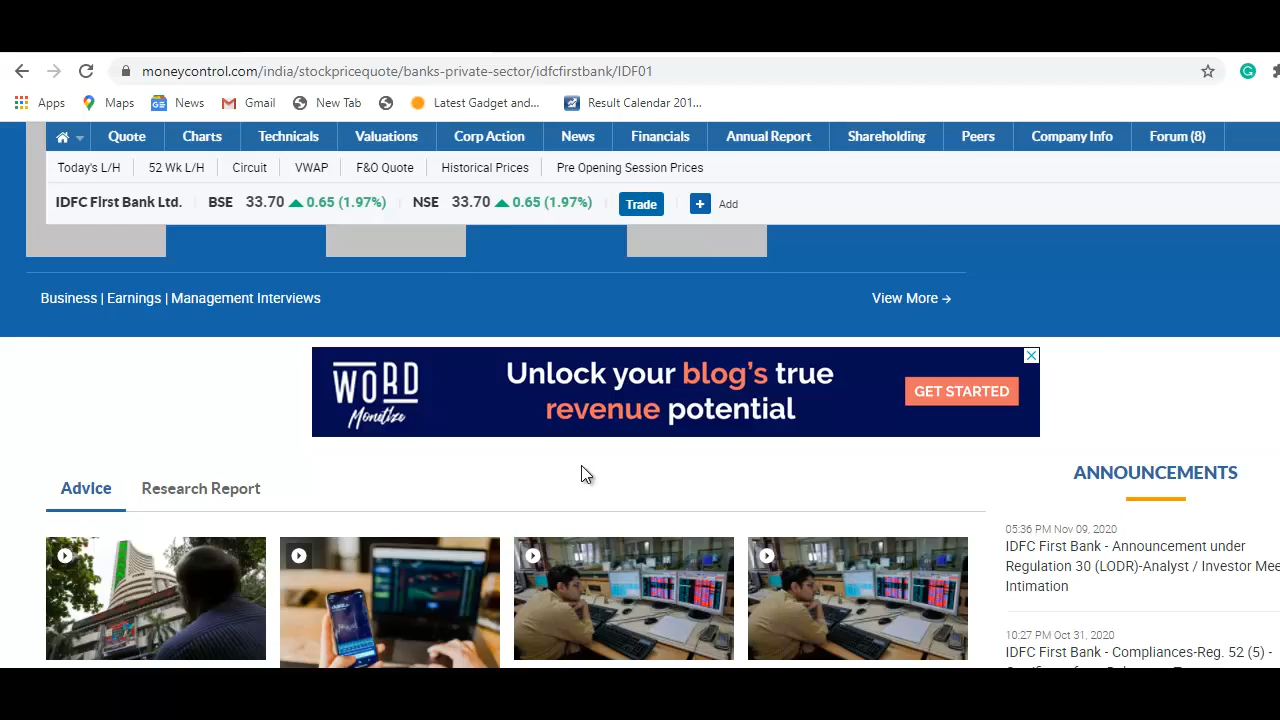 moneycontrol.com/india/stockpricequote/banks-private-sector/idfcfirstbank/IDF01
Apps Maps News Gmail New Tab Latest Gadget and... Result Calendar 201...
Quote Charts Technicals Valuations Corp Action News Financials Annual Report Shareholding Peers Company Info Forum (8)
Today's L/H 52 Wk L/H Circuit VWAP F&O Quote Historical Prices Pre Opening Session Prices
IDFC First Bank Ltd. BSE 33.70 0.65 (1.97%) NSE 33.70 0.65 (1.97%) Trade + Add
Business | Earnings | Management Interviews View More →
WORD
Monetize
Unlock your blog's true
revenue potential
GET STARTED
Advice Research Report
ANNOUNCEMENTS
05:36 PM Nov 09, 2020
IDFC First Bank - Announcement under
Regulation 30 (LODR)-Analyst / Investor Mee
Intimation
10:27 PM Oct 31, 2020
IDFC First Bank - Compliances-Reg. 52 (5) -